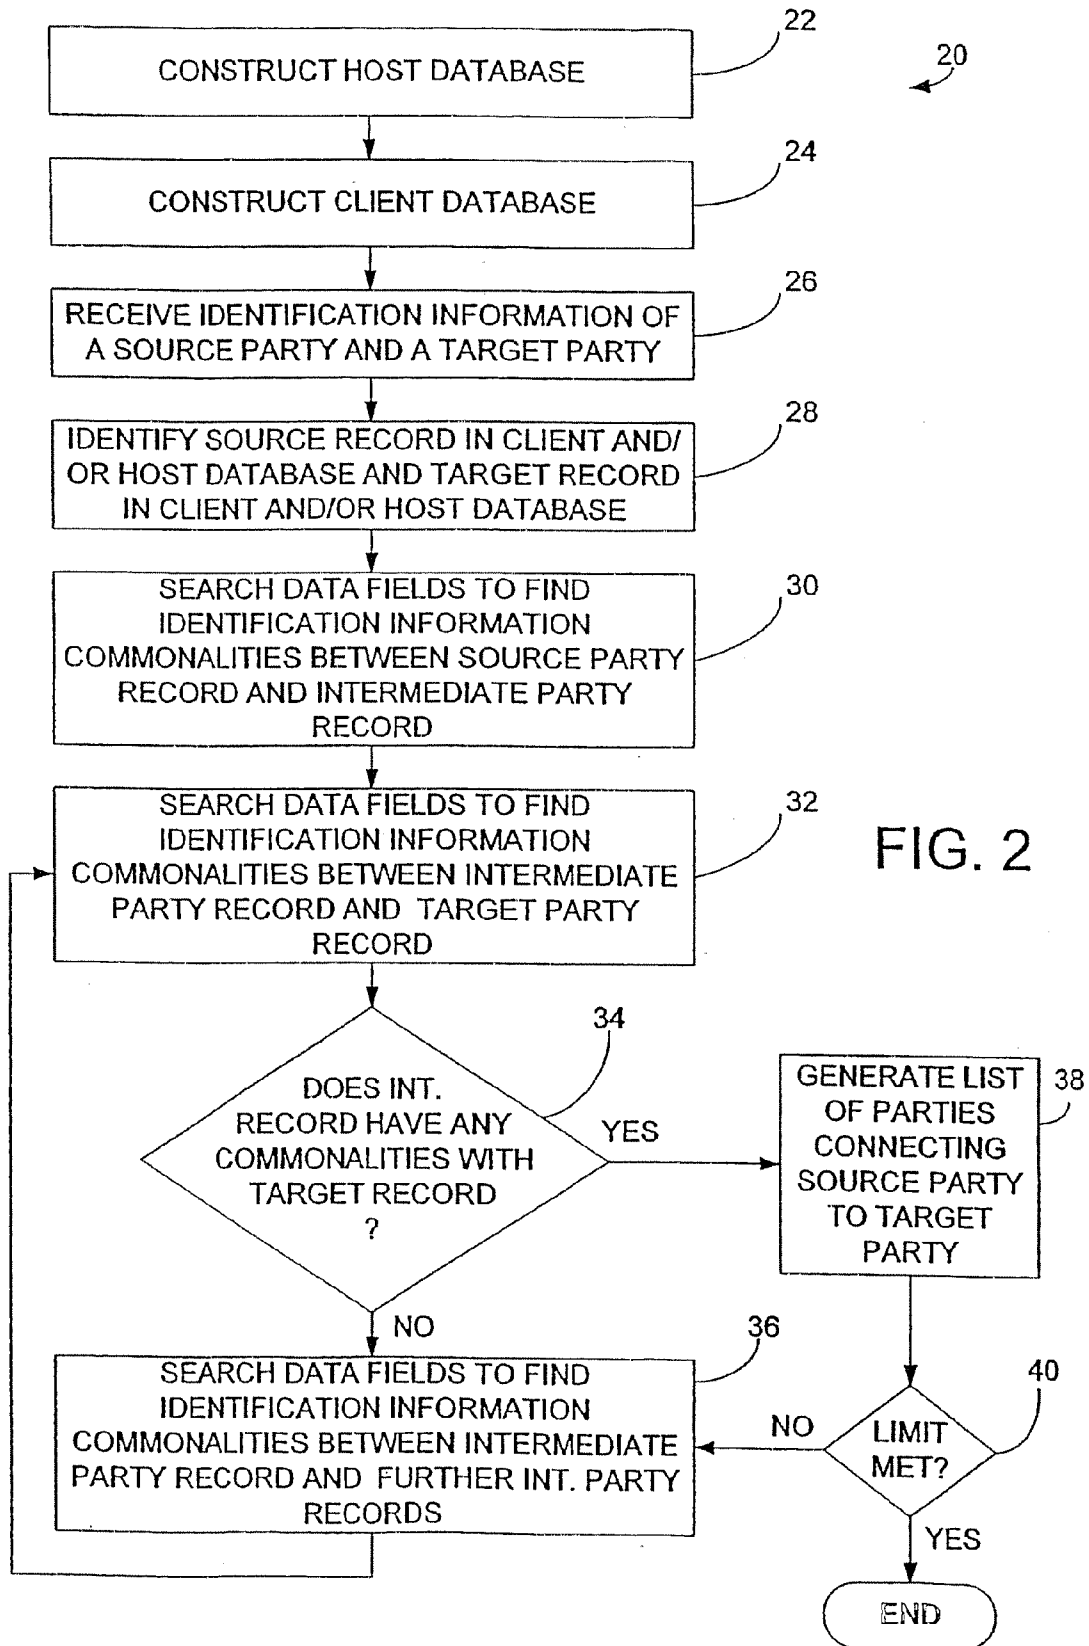 CONSTRUCT HOST DATABASE
22
20
CONSTRUCT CLIENT DATABASE
24
RECEIVE IDENTIFICATION INFORMATION OF
A SOURCE PARTY AND A TARGET PARTY
26
IDENTIFY SOURCE RECORD IN CLIENT AND/
OR HOST DATABASE AND TARGET RECORD
IN CLIENT AND/OR HOST DATABASE
28
SEARCH DATA FIELDS TO FIND
IDENTIFICATION INFORMATION
COMMONALITIES BETWEEN SOURCE PARTY
RECORD AND INTERMEDIATE PARTY
RECORD
30
SEARCH DATA FIELDS TO FIND
IDENTIFICATION INFORMATION
COMMONALITIES BETWEEN INTERMEDIATE
PARTY RECORD AND TARGET PARTY
RECORD
32
FIG. 2
DOES INT.
RECORD HAVE ANY
COMMONALITIES WITH
TARGET RECORD
?
34
YES
NO
GENERATE LIST
OF PARTIES
CONNECTING
SOURCE PARTY
TO TARGET
PARTY
38
SEARCH DATA FIELDS TO FIND
IDENTIFICATION INFORMATION
COMMONALITIES BETWEEN INTERMEDIATE
PARTY RECORD AND FURTHER INT. PARTY
RECORDS
36
NO
LIMIT
MET?
40
YES
END